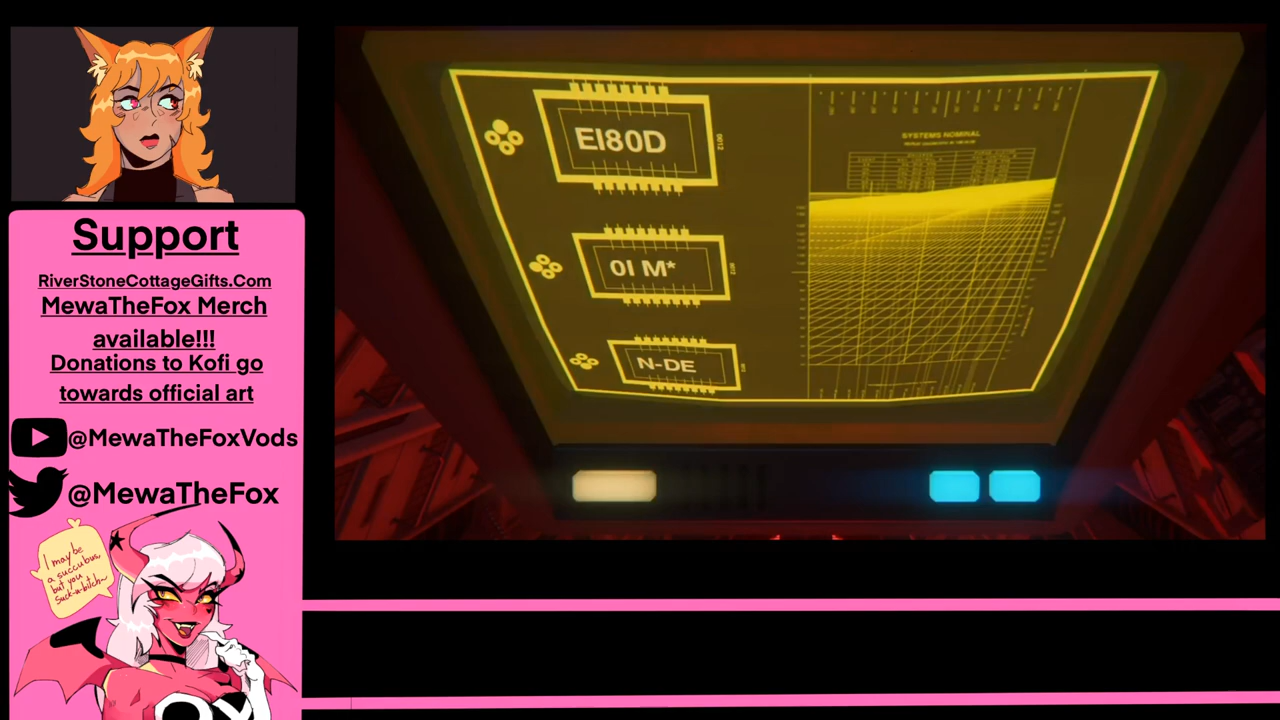 Support
RiverStoneCottageGifts.Com
MewaTheFox Merch
available!!!
Donations to Kofi go
towards official art
@MewaTheFoxVods
@MewaTheFox
I may be
a succubus,
but you
suck-a-bitch~
EI80D
0I M*
N-DE
SYSTEMS NOMINAL